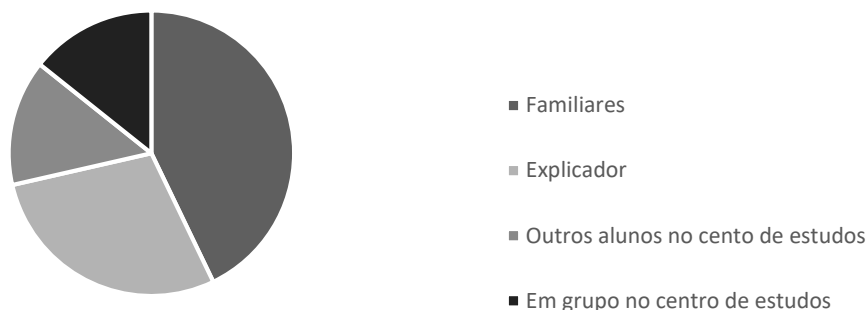 Familiares
Explicador
Outros alunos no cento de estudos
Em grupo no centro de estudos